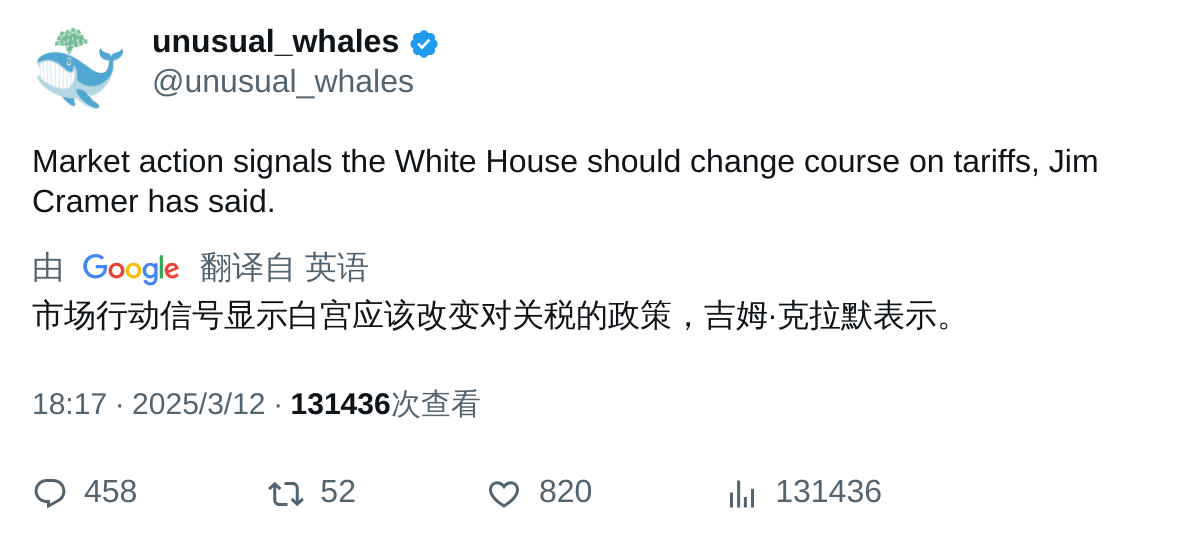 unusual_whales
@unusual_whales
Market action signals the White House should change course on tariffs, Jim
Cramer has said.
由 Google 翻译自 英语
市场行动信号显示白宫应该改变对关税的政策，吉姆·克拉默表示。
18:17 · 2025/3/12 · 131436次查看
458 52 820 131436